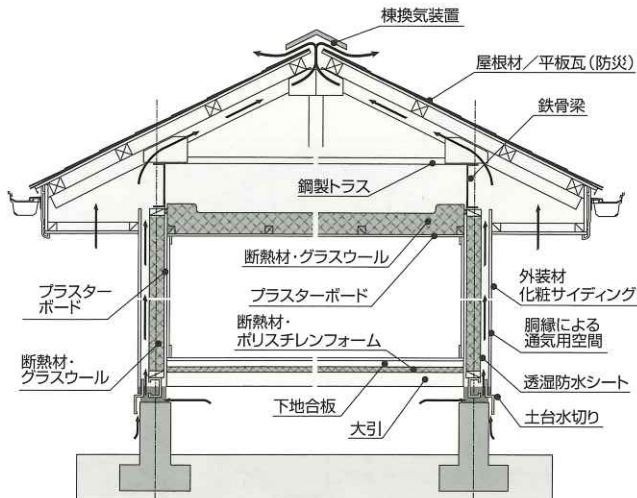 棟換気装置
屋根材／平板瓦(防災)
鉄骨梁
鋼製トラス
断熱材・グラスウール
プラスターボード
プラスター
ボード
断熱材・
グラスウール
断熱材・
ポリスチレンフォーム
下地合板
大引
外装材
化粧サイディング
胴縁による
通気用空間
透湿防水シート
土台水切り